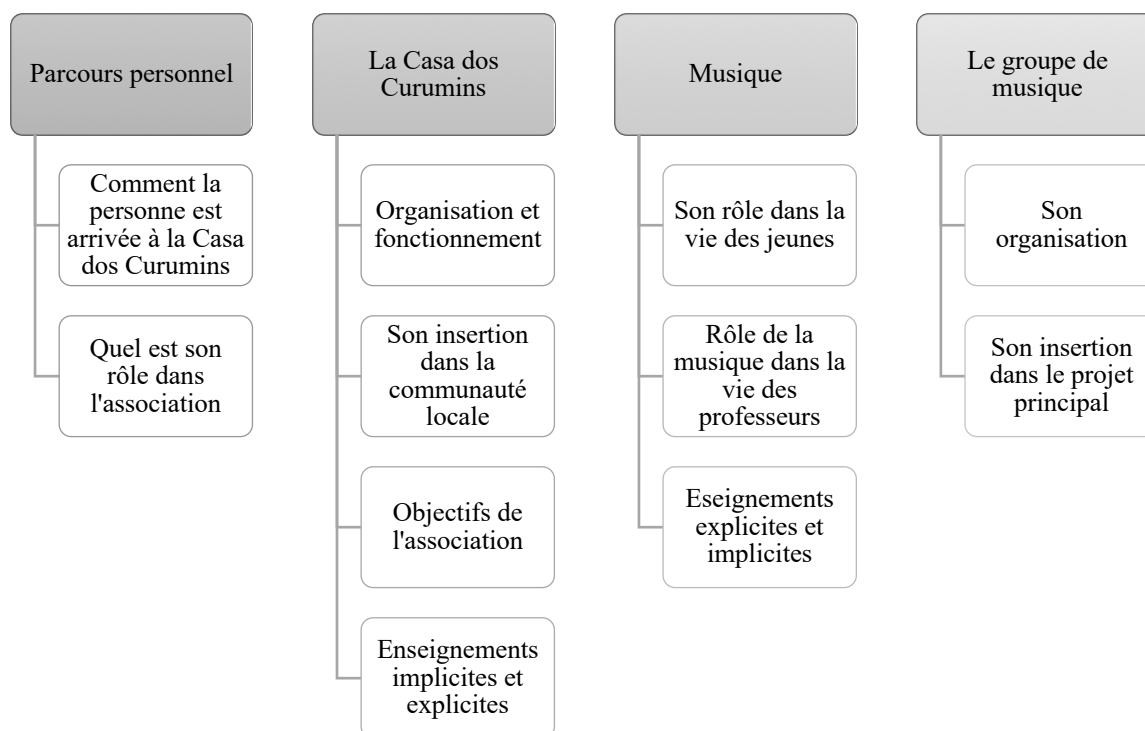 Parcours personnel
Comment la
personne est
arrivée à la Casa
dos Curumins
Quel est son
rôle dans
l'association
La Casa dos
Curumins
Organisation et
fonctionnement
Son insertion
dans la
communauté
locale
Objectifs de
l'association
Enseignements
implicites et
explicites
Musique
Son rôle dans la
vie des jeunes
Rôle de la
musique dans la
vie des
professeurs
Eseignements
explicites et
implicites
Le groupe de
musique
Son
organisation
Son insertion
dans le projet
principal